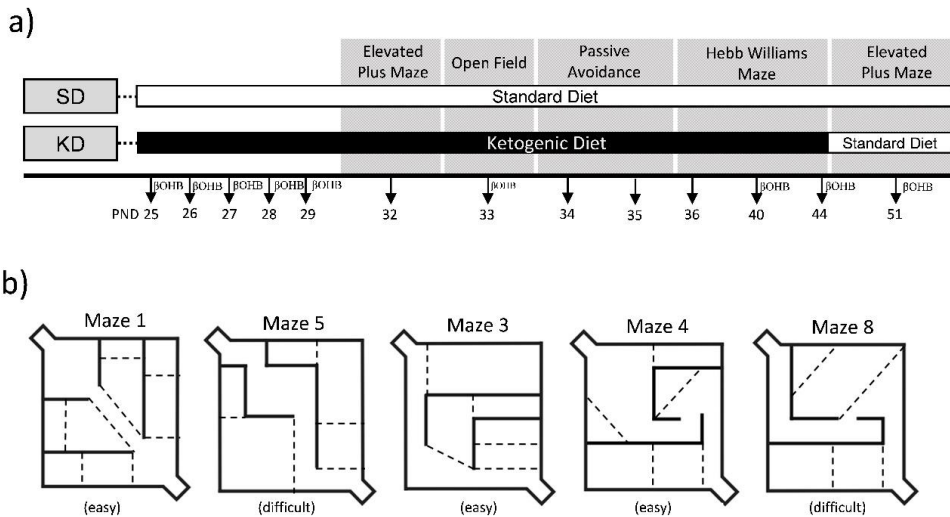 a)
Elevated
Plus Maze
Open Field
Passive
Avoidance
Hebb Williams
Maze
Elevated
Plus Maze
SD
Standard Diet
KD
Ketogenic Diet
Standard Diet
βOHB βOHB βOHB βOHB βOHB βOHB βOHB βOHB βOHB
PND 25 26 27 28 29 32 33 34 35 36 40 44 51
b)
Maze 1 Maze 5 Maze 3 Maze 4 Maze 8
(easy) (difficult) (easy) (easy) (difficult)